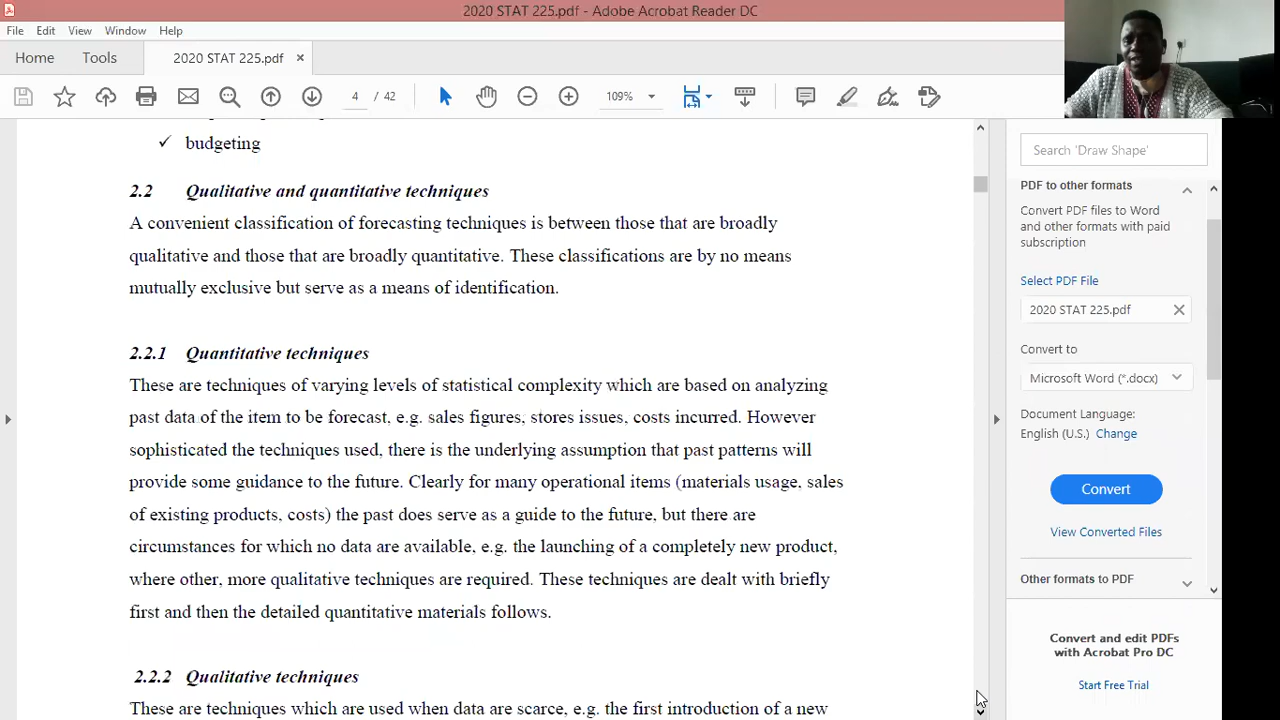 2020 STAT 225.pdf - Adobe Acrobat Reader DC
File Edit View Window Help
Home Tools 2020 STAT 225.pdf ×
4 / 42 109%
✓ budgeting
2.2 Qualitative and quantitative techniques
A convenient classification of forecasting techniques is between those that are broadly
qualitative and those that are broadly quantitative. These classifications are by no means
mutually exclusive but serve as a means of identification.
2.2.1 Quantitative techniques
These are techniques of varying levels of statistical complexity which are based on analyzing
past data of the item to be forecast, e.g. sales figures, stores issues, costs incurred. However
sophisticated the techniques used, there is the underlying assumption that past patterns will
provide some guidance to the future. Clearly for many operational items (materials usage, sales
of existing products, costs) the past does serve as a guide to the future, but there are
circumstances for which no data are available, e.g. the launching of a completely new product,
where other, more qualitative techniques are required. These techniques are dealt with briefly
first and then the detailed quantitative materials follows.
2.2.2 Qualitative techniques
These are techniques which are used when data are scarce, e.g. the first introduction of a new
Search 'Draw Shape'
PDF to other formats
Convert PDF files to Word
and other formats with paid
subscription
Select PDF File
2020 STAT 225.pdf
Convert to
Microsoft Word (*.docx)
Document Language:
English (U.S.) Change
Convert
View Converted Files
Other formats to PDF
Convert and edit PDFs
with Acrobat Pro DC
Start Free Trial